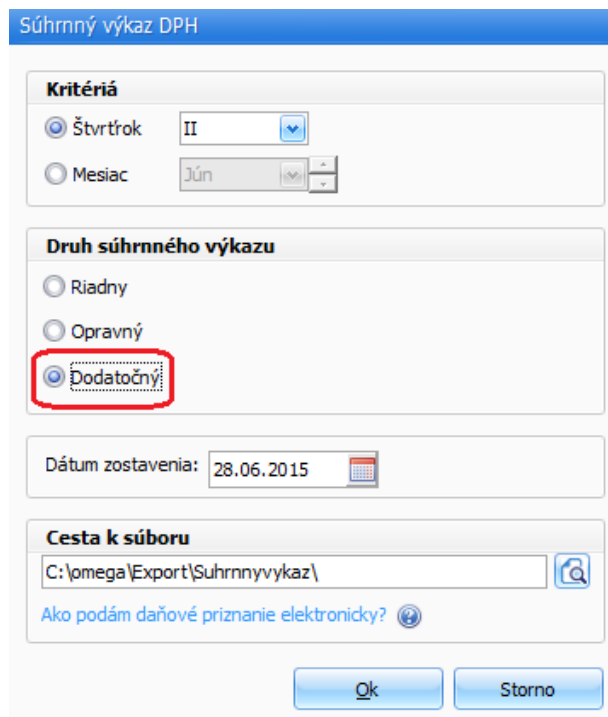 Súhrnný výkaz DPH
Kritériá
Štvrťrok II
Mesiac Jún
Druh súhrnného výkazu
Riadny
Opravný
Dodatočný
Dátum zostavenia: 28.06.2015
Cesta k súboru
C:\omega\Export\Suhrnnyvykaz\
Ako podám daňové priznanie elektronicky?
Ok Storno